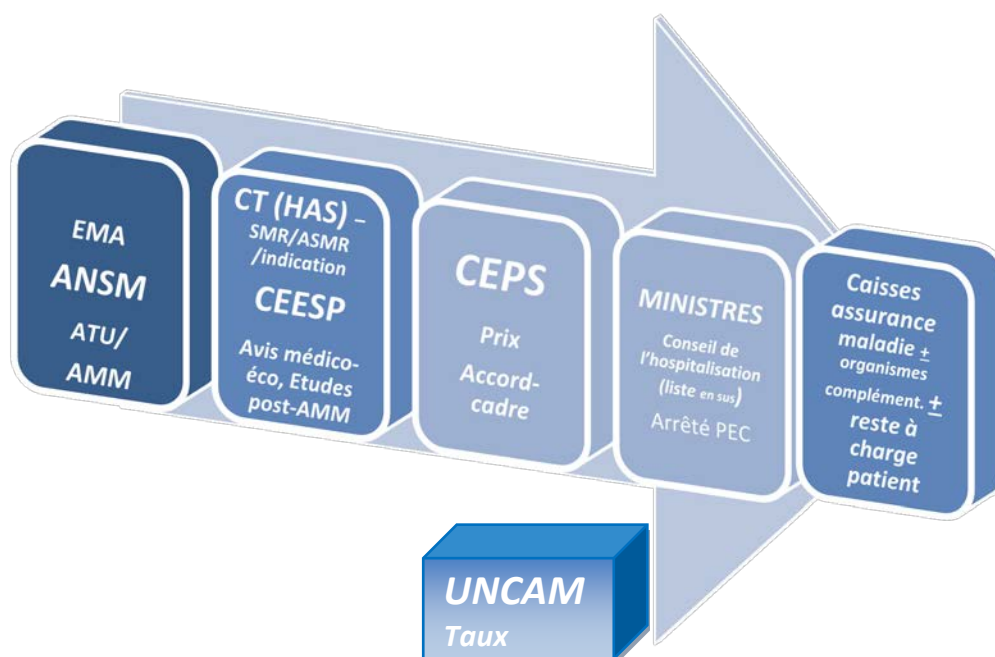 EMA
ANSM
ATU/
AMM
CT (HAS) –
SMR/ASMR
/indication
CEESP
Avis médico-
éco, Etudes
post-AMM
CEPS
Prix
Accord-
cadre
MINISTRES
Conseil de
l'hospitalisation
(liste en sus)
Arrêté PEC
Caisses
assurance
maladie ±
organismes
complément. ±
reste à
charge
patient
UNCAM
Taux